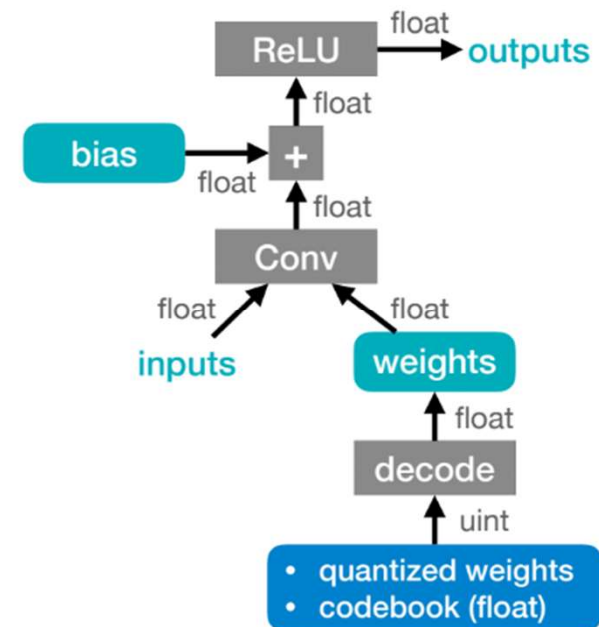 float
ReLU
outputs
float
bias
+
float
float
Conv
float
float
inputs
weights
float
decode
uint
• quantized weights
• codebook (float)